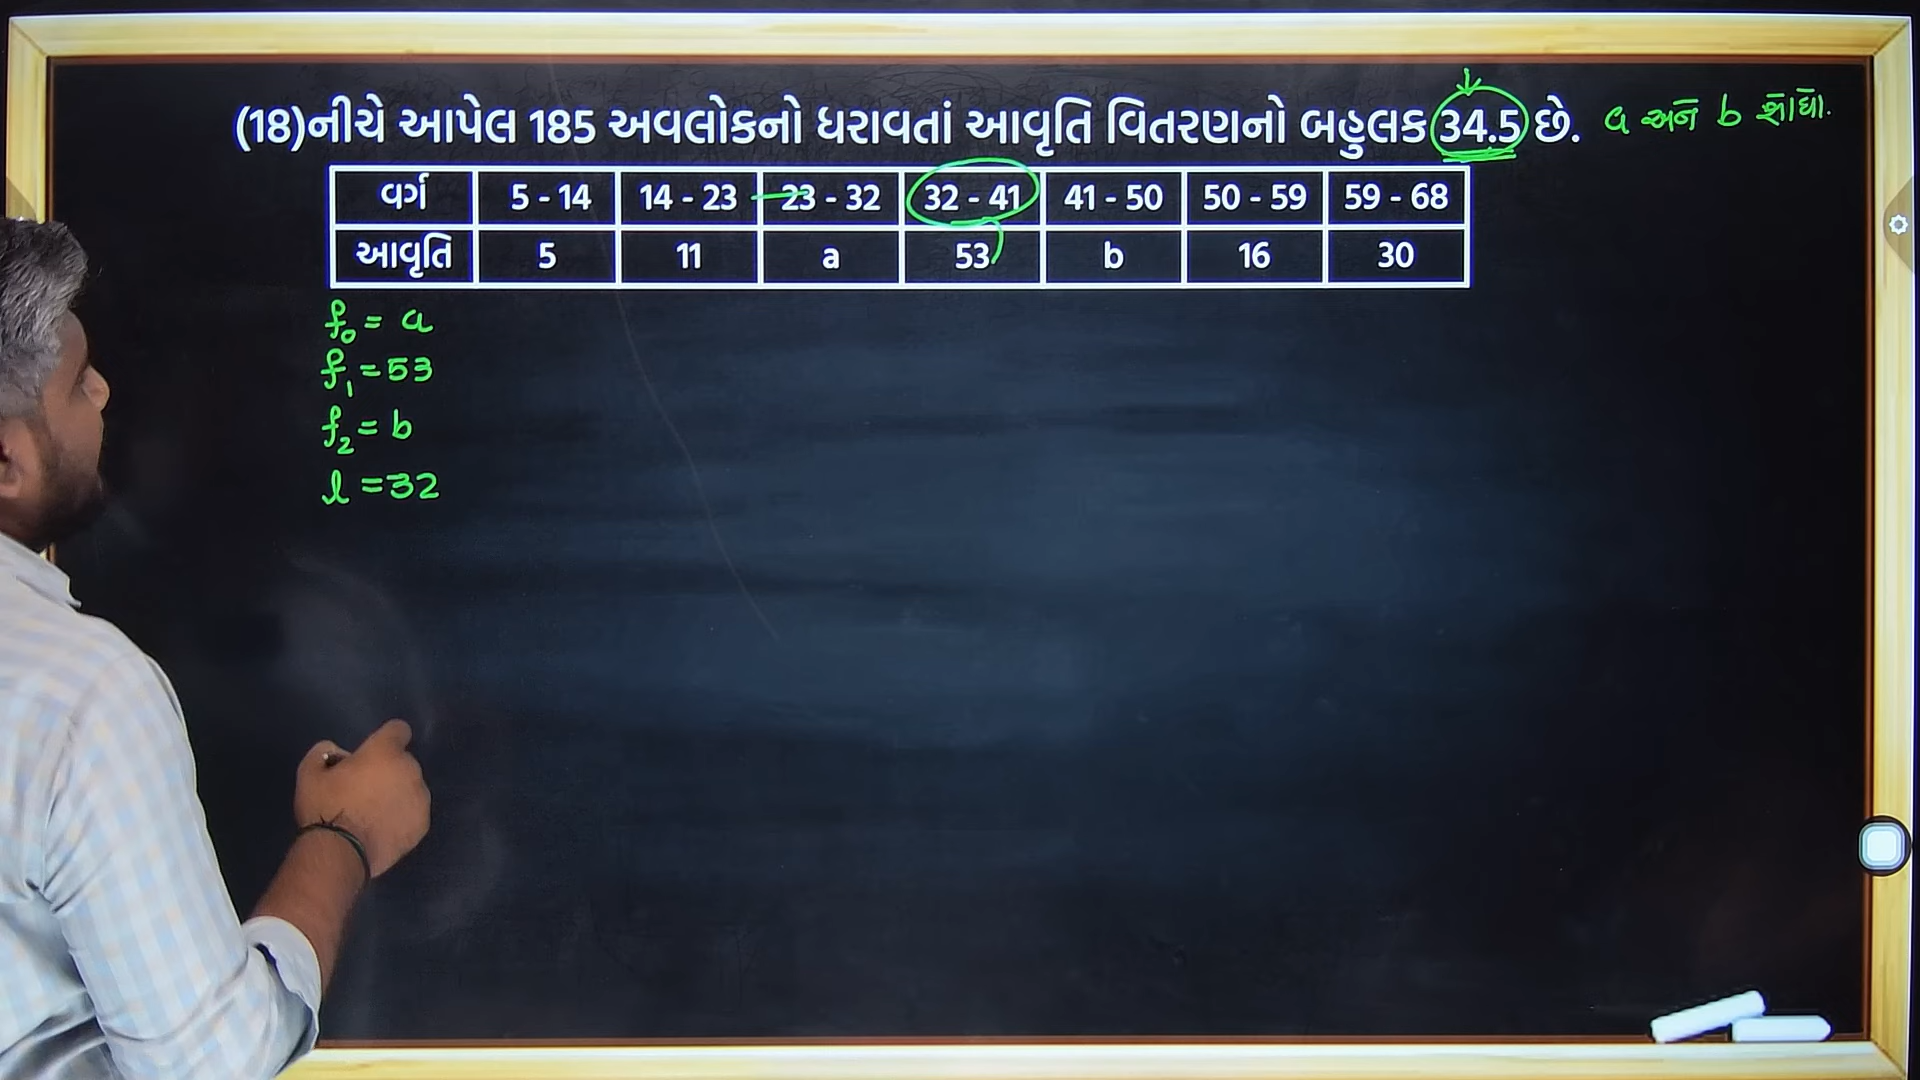 (18)નીચે આપેલ 185 અવલોકનો ધરાવતાં આવૃતિ વિતરણનો બહુલક 34.5 છે. a અને b શોધો.
વર્ગ 5 - 14 14 - 23 23 - 32 32 - 41 41 - 50 50 - 59 59 - 68
આવૃતિ 5 11 a 53 b 16 30
f₀ = a
f₁ = 53
f₂ = b
l = 32